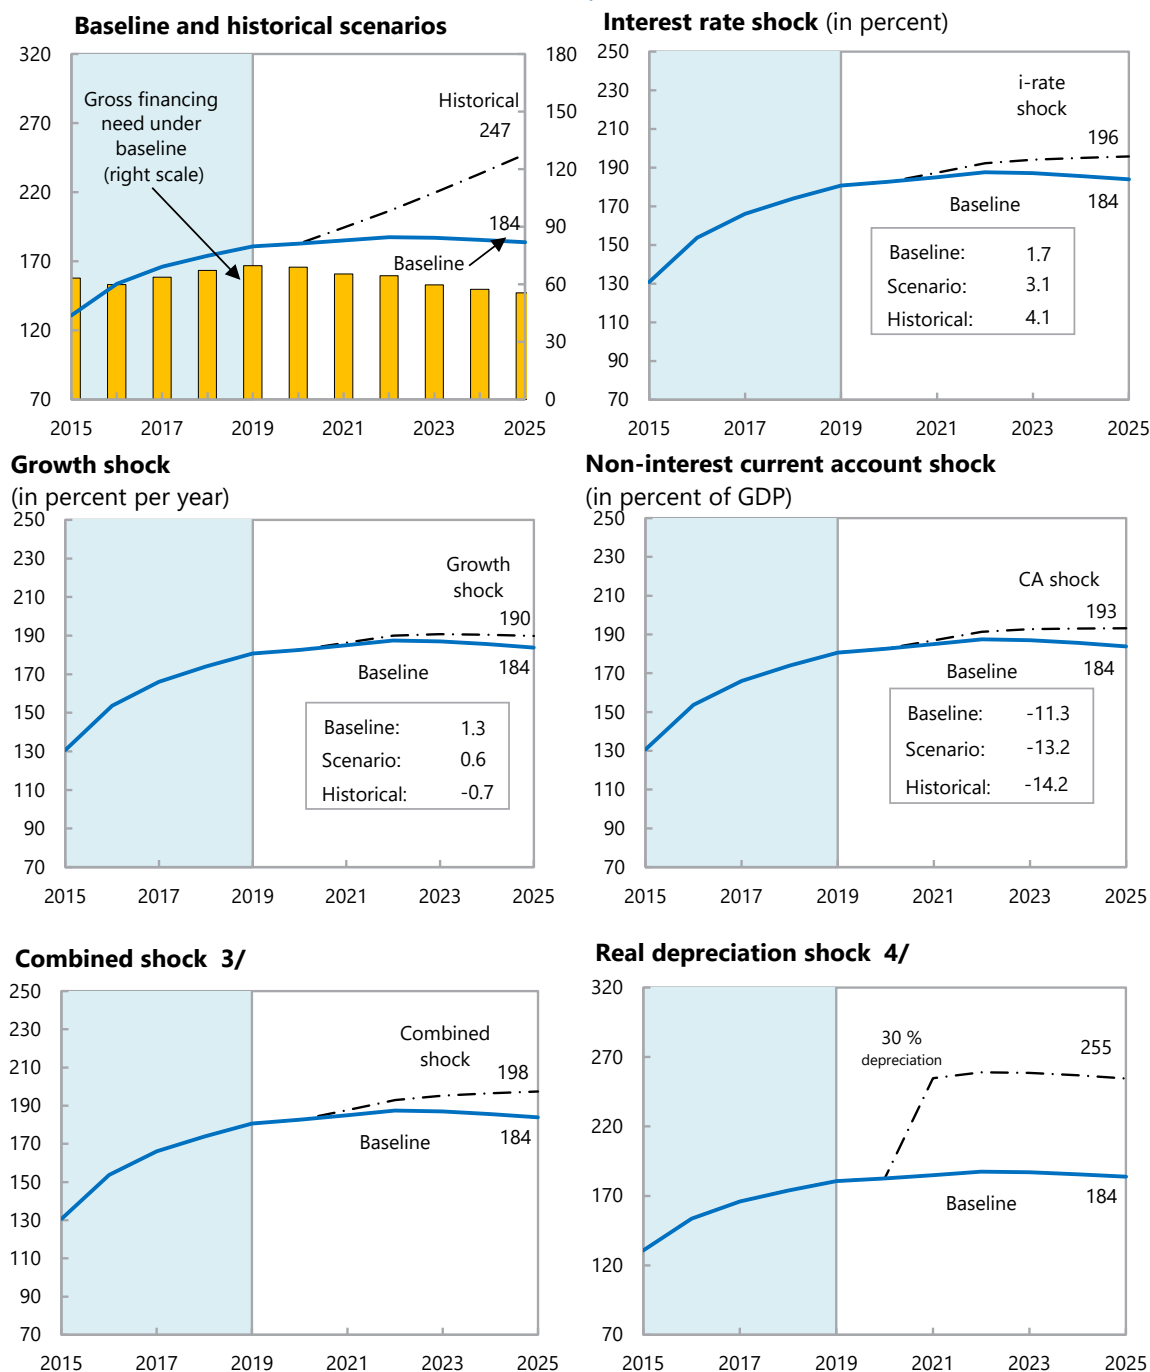 Baseline and historical scenarios
320
270
220
170
120
70
180
150
120
90
60
30
0
Gross financing
need under
baseline
(right scale)
Historical
247
184
Baseline
2015 2017 2019 2021 2023 2025
Interest rate shock (in percent)
250
230
210
190
170
150
130
110
90
70
i-rate
shock
196
Baseline
184
Baseline: 1.7
Scenario: 3.1
Historical: 4.1
2015 2017 2019 2021 2023 2025
Growth shock
(in percent per year)
250
230
210
190
170
150
130
110
90
70
Growth
shock
190
Baseline
184
Baseline: 1.3
Scenario: 0.6
Historical: -0.7
2015 2017 2019 2021 2023 2025
Non-interest current account shock
(in percent of GDP)
250
230
210
190
170
150
130
110
90
70
CA shock
193
Baseline
184
Baseline: -11.3
Scenario: -13.2
Historical: -14.2
2015 2017 2019 2021 2023 2025
Combined shock 3/
250
230
210
190
170
150
130
110
90
70
Combined
shock
198
Baseline
184
2015 2017 2019 2021 2023 2025
Real depreciation shock 4/
320
270
220
170
120
70
30 %
depreciation
255
Baseline
184
2015 2017 2019 2021 2023 2025